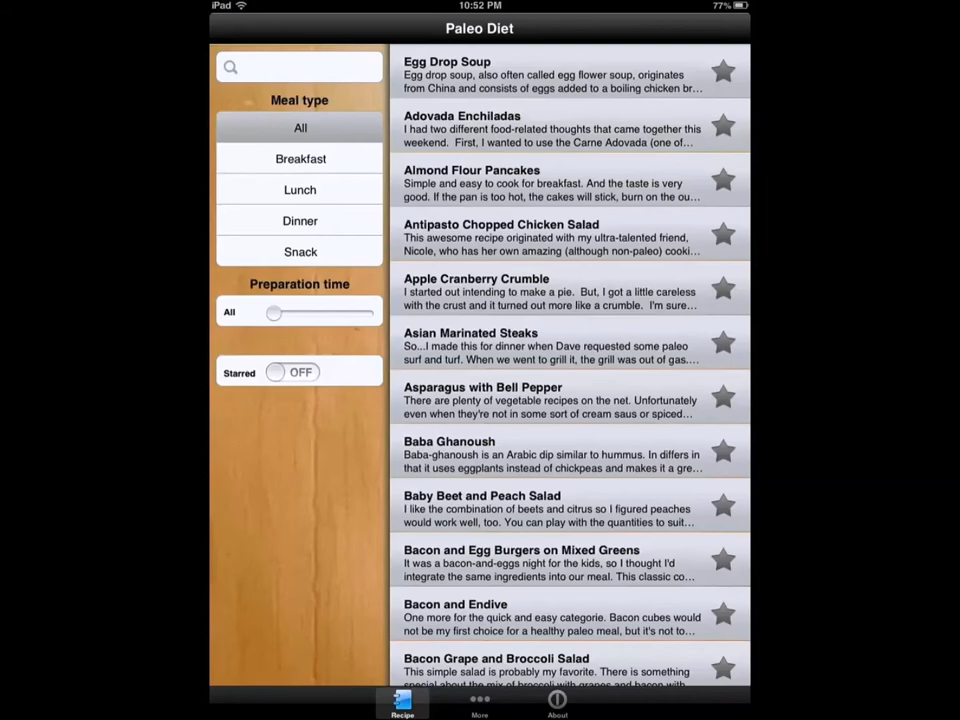 iPad
10:52 PM
77%
Paleo Diet
Meal type
All
Breakfast
Lunch
Dinner
Snack
Preparation time
All
Starred
OFF
Egg Drop Soup
Egg drop soup, also often called egg flower soup, originates
from China and consists of eggs added to a boiling chicken br...
Adovada Enchiladas
I had two different food-related thoughts that came together this
weekend. First, I wanted to use the Carne Adovada (one of...
Almond Flour Pancakes
Simple and easy to cook for breakfast. And the taste is very
good. If the pan is too hot, the cakes will stick, burn on the ou...
Antipasto Chopped Chicken Salad
This awesome recipe originated with my ultra-talented friend,
Nicole, who has her own amazing (although non-paleo) cooki...
Apple Cranberry Crumble
I started out intending to make a pie. But, I got a little careless
with the crust and it turned out more like a crumble. I'm sure...
Asian Marinated Steaks
So...I made this for dinner when Dave requested some paleo
surf and turf. When we went to grill it, the grill was out of gas....
Asparagus with Bell Pepper
There are plenty of vegetable recipes on the net. Unfortunately
even when they're not in some sort of cream saus or spiced...
Baba Ghanoush
Baba-ghanoush is an Arabic dip similar to hummus. In differs in
that it uses eggplants instead of chickpeas and makes it a gre...
Baby Beet and Peach Salad
I like the combination of beets and citrus so I figured peaches
would work well, too. You can play with the quantities to suit...
Bacon and Egg Burgers on Mixed Greens
It was a bacon-and-eggs night for the kids, so I thought I'd
integrate the same ingredients into our meal. This classic co...
Bacon and Endive
One more for the quick and easy categorie. Bacon cubes would
not be my first choice for a healthy paleo meal, but it's not to...
Bacon Grape and Broccoli Salad
This simple salad is probably my favorite. There is something
special about the mix of broccoli with grapes and bacon with
Recipe
More
About